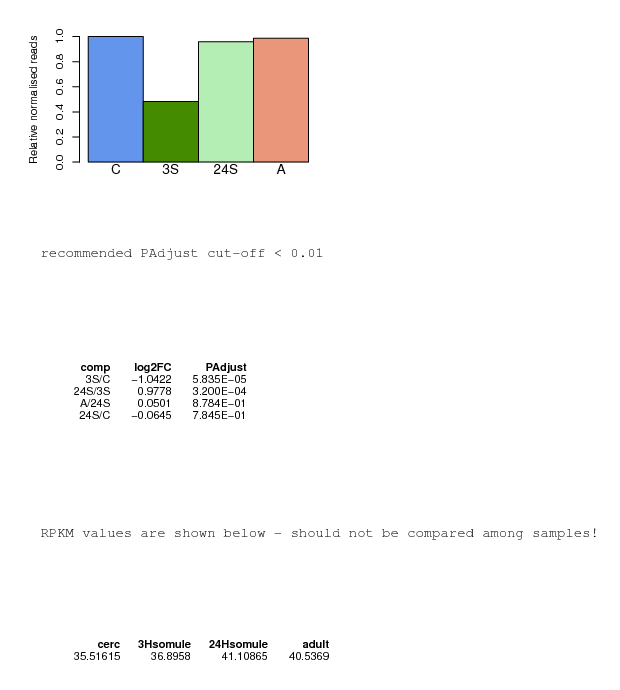 Relative normalised reads
1.0
0.8
0.6
0.4
0.2
0.0
C 3S 24S A
recommended PAdjust cut-off < 0.01
comp log2FC PAdjust
3S/C −1.0422 5.835E−05
24S/3S 0.9778 3.200E−04
A/24S 0.0501 8.784E−01
24S/C −0.0645 7.845E−01
RPKM values are shown below - should not be compared among samples!
cerc 3Hsomule 24Hsomule adult
35.51615 36.8958 41.10865 40.5369